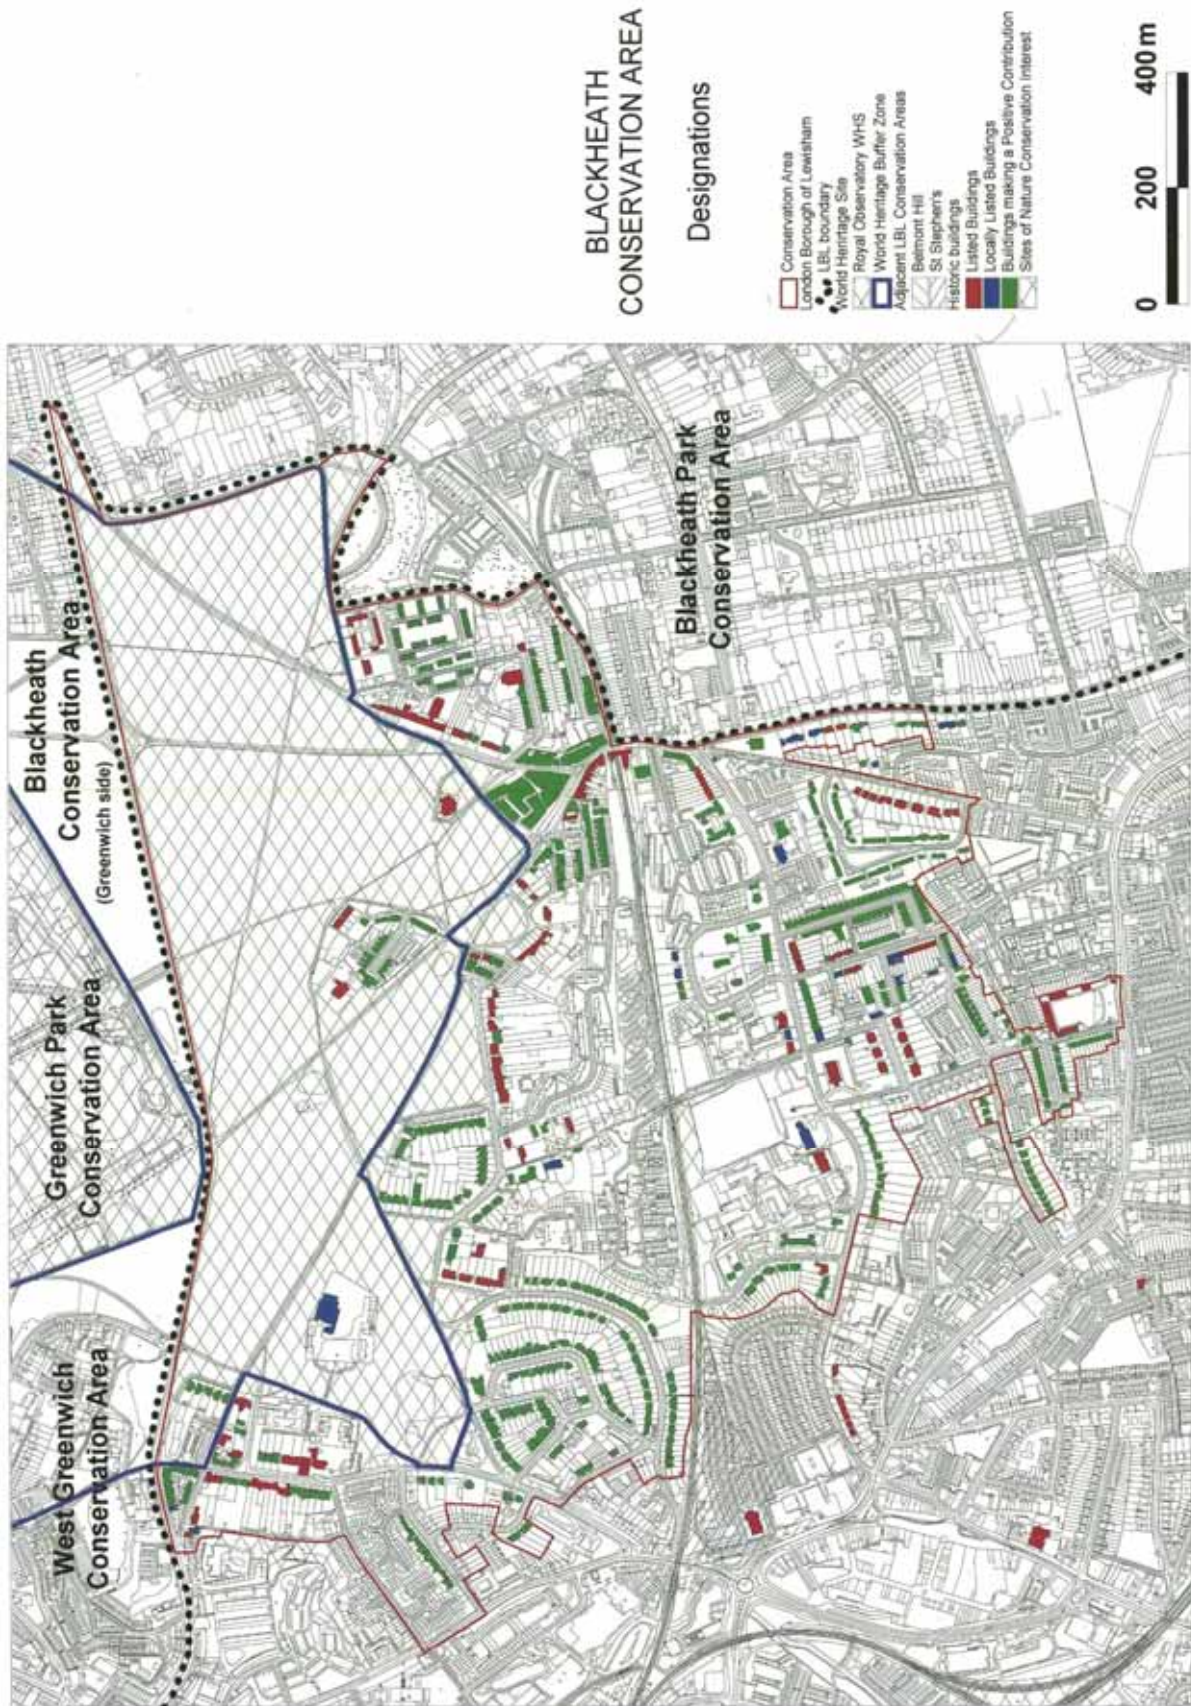 West Greenwich
Conservation Area
Greenwich Park
Conservation Area
Blackheath
Conservation Area
(Greenwich side)
Blackheath Park
Conservation Area
BLACKHEATH
CONSERVATION AREA
Designations
Conservation Area
London Borough of Lewisham
LBL boundary
World Heritage Site
Royal Observatory WHS
World Heritage Buffer Zone
Adjacent LBL Conservation Areas
Belmont Hill
St Stephen's
Historic buildings
Listed Buildings
Locally Listed Buildings
Buildings making a Positive Contribution
Sites of Nature Conservation Interest
0 200 400m